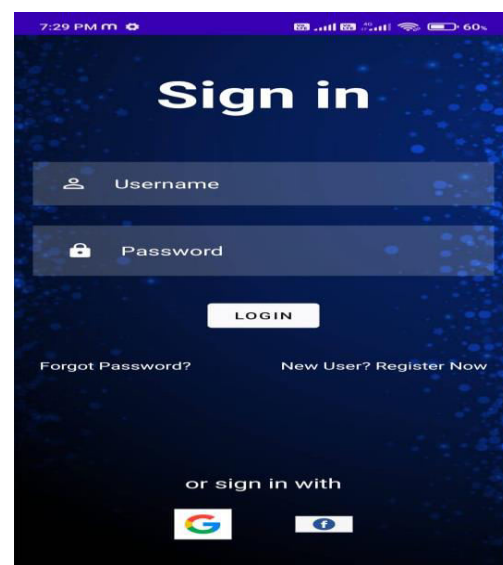 7:29 PM m 60%
Sign in
Username
Password
LOGIN
Forgot Password? New User? Register Now
or sign in with
G f